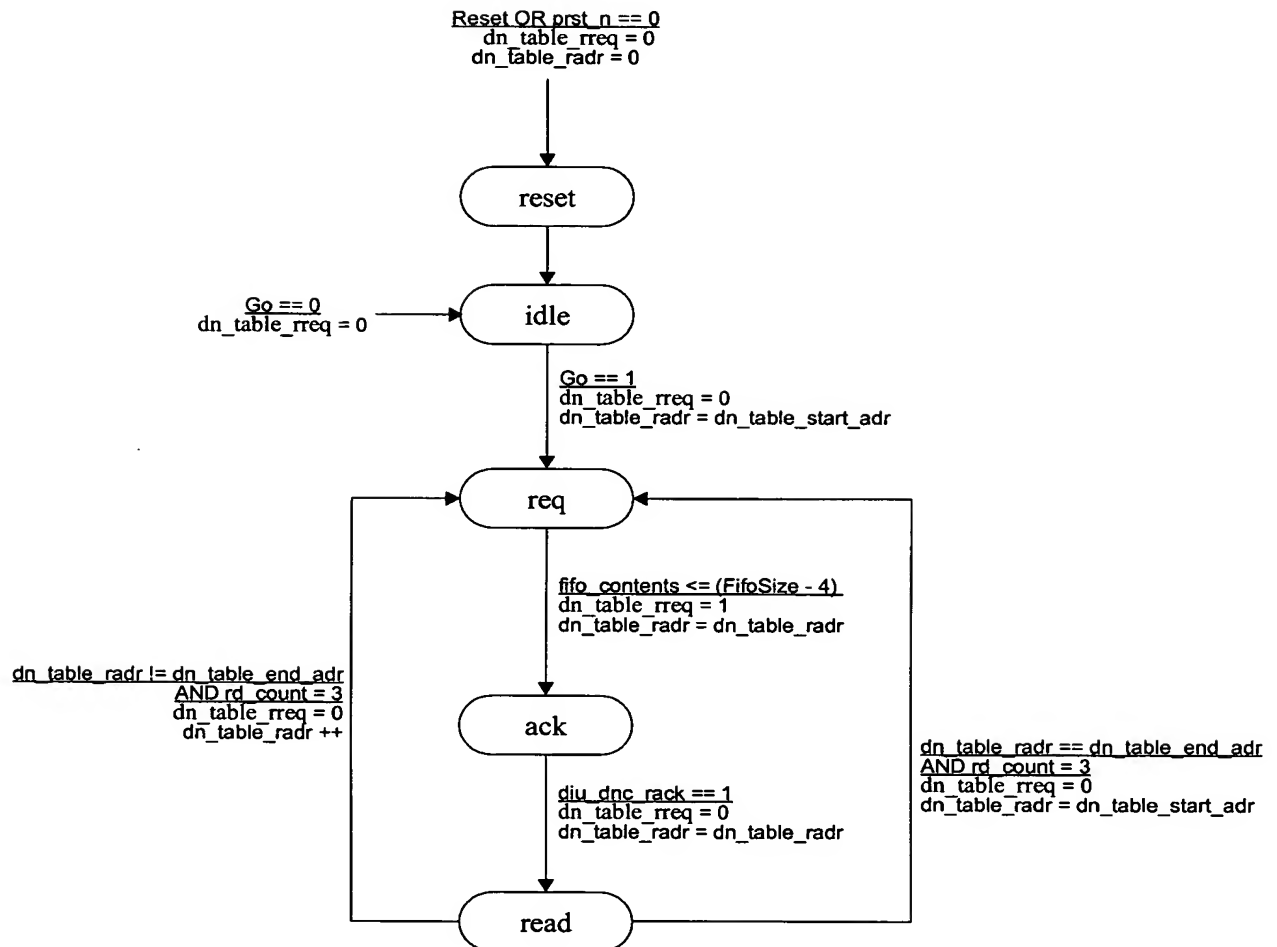 Reset OR prst_n == 0
dn_table_rreq = 0
dn_table_radr = 0
reset
idle
Go == 0
dn_table_rreq = 0
Go == 1
dn_table_rreq = 0
dn_table_radr = dn_table_start_adr
req
fifo_contents <= (FifoSize - 4)
dn_table_rreq = 1
dn_table_radr = dn_table_radr
dn_table_radr != dn_table_end_adr
AND rd_count = 3
dn_table_rreq = 0
dn_table_radr ++
ack
dn_table_radr == dn_table_end_adr
AND rd_count = 3
dn_table_rreq = 0
dn_table_radr = dn_table_start_adr
diu_dnc_rack == 1
dn_table_rreq = 0
dn_table_radr = dn_table_radr
read